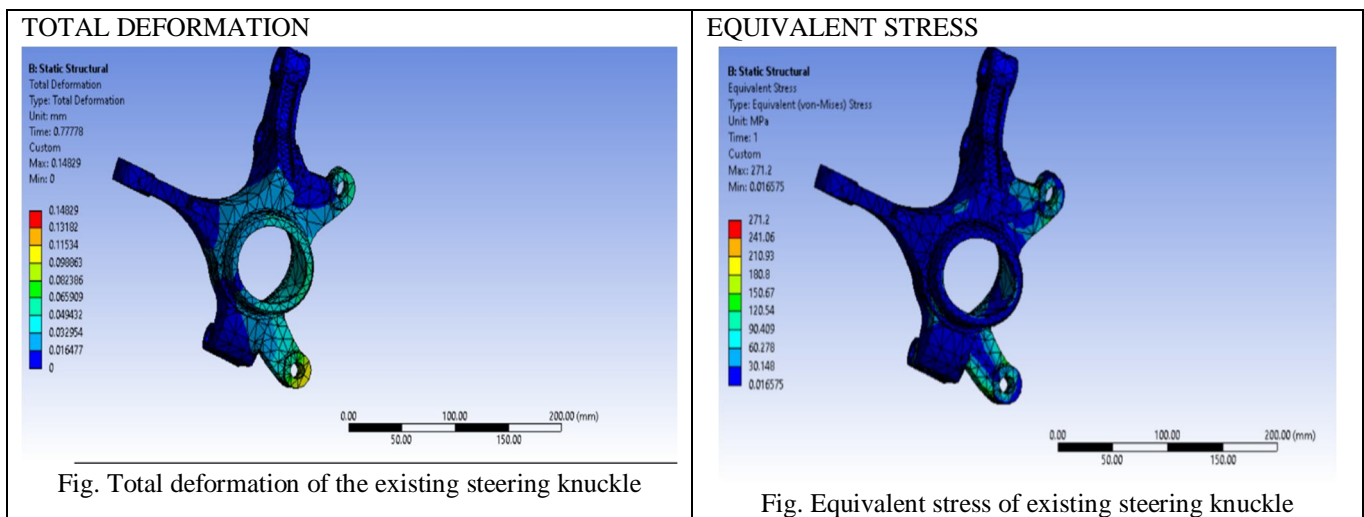 TOTAL DEFORMATION
B: Static Structural
Total Deformation
Type: Total Deformation
Unit: mm
Time: 0.77778
Custom
Max: 0.14829
Min: 0
0.14829
0.13182
0.11534
0.098863
0.082386
0.065909
0.049432
0.032954
0.016477
0
0.00 100.00 200.00 (mm)
50.00 150.00
Fig. Total deformation of the existing steering knuckle
EQUIVALENT STRESS
B: Static Structural
Equivalent Stress
Type: Equivalent (von-Mises) Stress
Unit: MPa
Time: 1
Custom
Max: 271.2
Min: 0.016575
271.2
241.06
210.93
180.8
150.67
120.54
90.409
60.278
30.148
0.016575
0.00 100.00 200.00 (mm)
50.00 150.00
Fig. Equivalent stress of existing steering knuckle